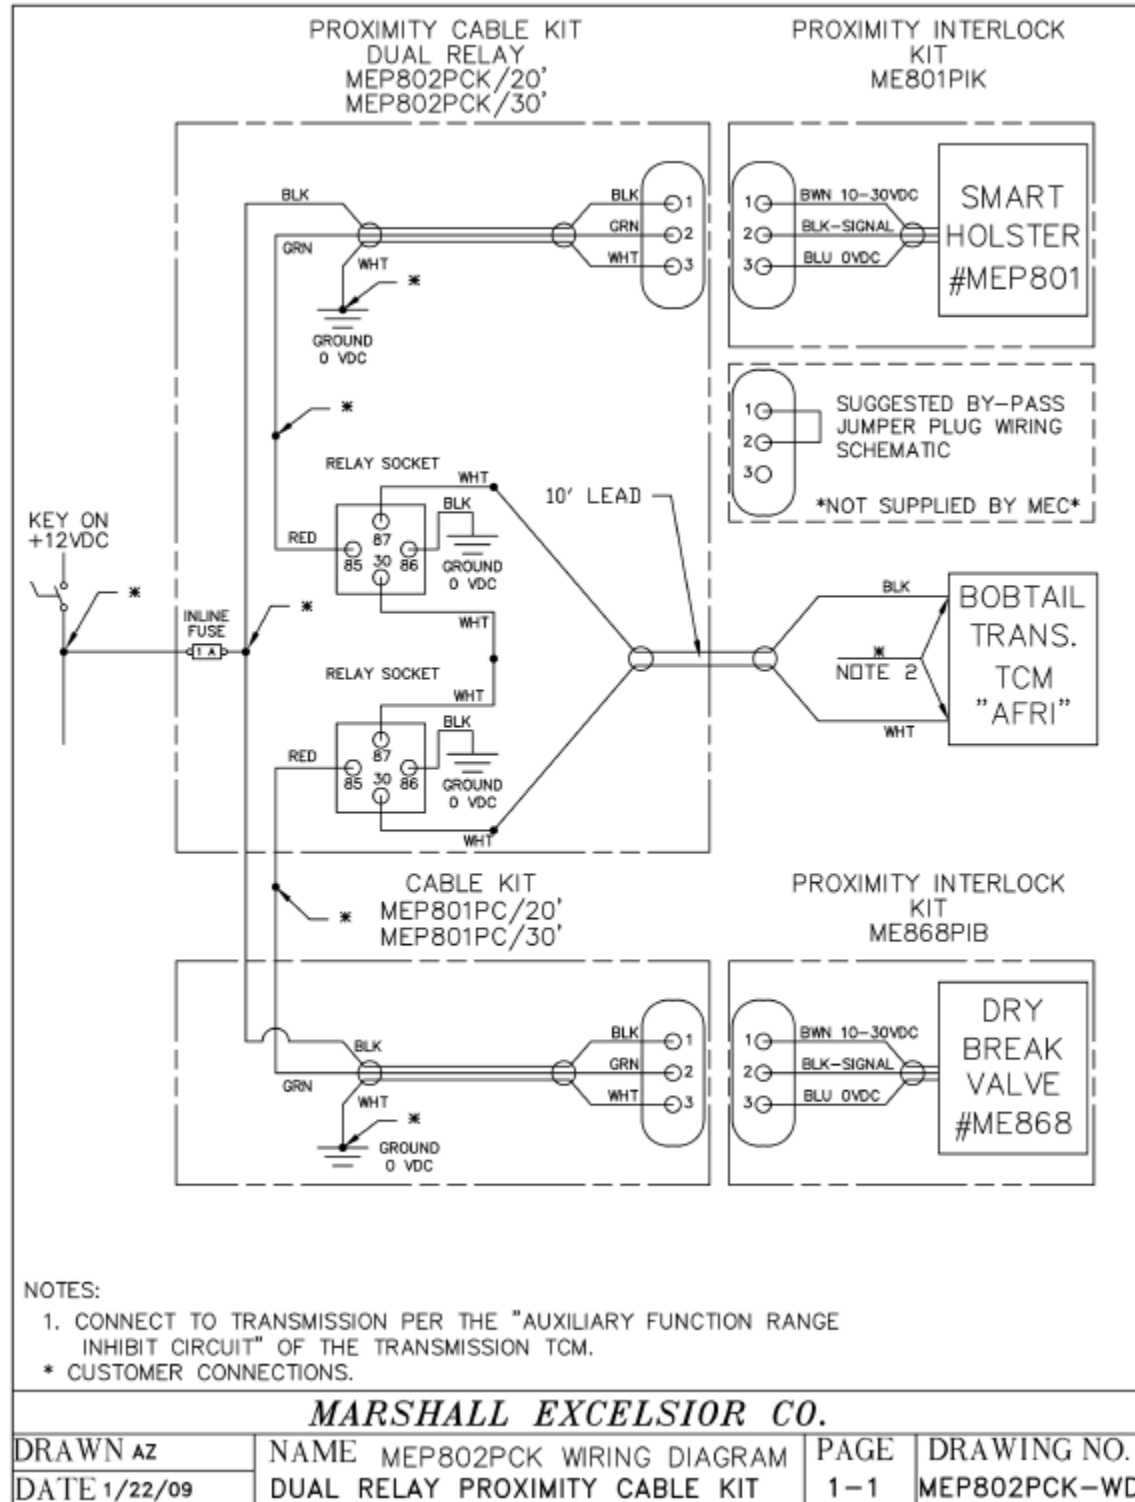 PROXIMITY CABLE KIT
DUAL RELAY
MEP802PCK/20'
MEP802PCK/30'
PROXIMITY INTERLOCK
KIT
ME801PIK
BLK
GRN
WHT
*
GROUND
0 VDC
BLK
GRN
WHT
1
2
3
1
2
3
BWN 10-30VDC
BLK-SIGNAL
BLU 0VDC
SMART
HOLSTER
#MEP801
*
1
2
3
SUGGESTED BY-PASS
JUMPER PLUG WIRING
SCHEMATIC
*NOT SUPPLIED BY MEC*
RELAY SOCKET
WHT
BLK
RED
87
85
30
86
GROUND
0 VDC
WHT
10' LEAD
KEY ON
+12VDC
*
INLINE
FUSE
1 A
*
RELAY SOCKET
WHT
BLK
RED
87
85
30
86
GROUND
0 VDC
WHT
BLK
*
NOTE 2
WHT
BOBTAIL
TRANS.
TCM
"AFRI"
*
CABLE KIT
MEP801PC/20'
MEP801PC/30'
PROXIMITY INTERLOCK
KIT
ME868PIB
BLK
GRN
WHT
*
GROUND
0 VDC
BLK
GRN
WHT
1
2
3
1
2
3
BWN 10-30VDC
BLK-SIGNAL
BLU 0VDC
DRY
BREAK
VALVE
#ME868
NOTES:
1. CONNECT TO TRANSMISSION PER THE "AUXILIARY FUNCTION RANGE
INHIBIT CIRCUIT" OF THE TRANSMISSION TCM.
* CUSTOMER CONNECTIONS.
MARSHALL EXCELSIOR CO.
DRAWN AZ
DATE 1/22/09
NAME MEP802PCK WIRING DIAGRAM
DUAL RELAY PROXIMITY CABLE KIT
PAGE
1-1
DRAWING NO.
MEP802PCK-WD